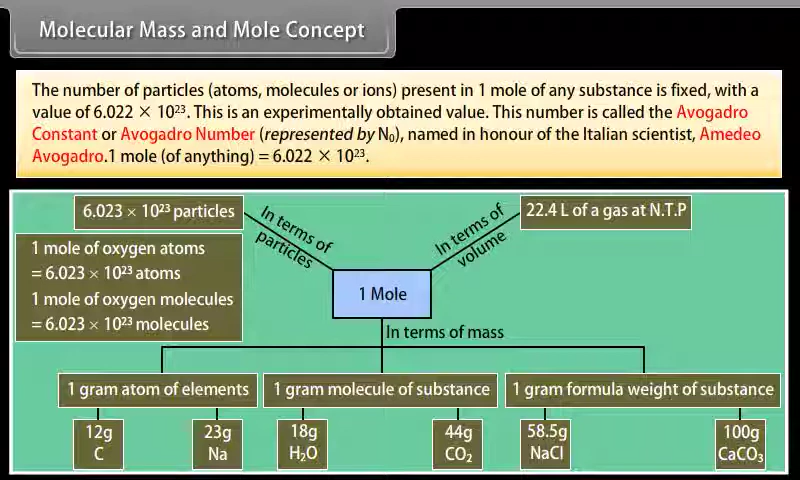 Molecular Mass and Mole Concept
The number of particles (atoms, molecules or ions) present in 1 mole of any substance is fixed, with a
value of 6.022 × 10²³. This is an experimentally obtained value. This number is called the Avogadro
Constant or Avogadro Number (represented by N₀), named in honour of the Italian scientist, Amedeo
Avogadro.1 mole (of anything) = 6.022 × 10²³.
6.023 × 10²³ particles
In terms of
particles
In terms of
volume
22.4 L of a gas at N.T.P
1 mole of oxygen atoms
= 6.023 × 10²³ atoms
1 mole of oxygen molecules
= 6.023 × 10²³ molecules
1 Mole
In terms of mass
1 gram atom of elements
1 gram molecule of substance
1 gram formula weight of substance
12g
C
23g
Na
18g
H₂O
44g
CO₂
58.5g
NaCl
100g
CaCO₃